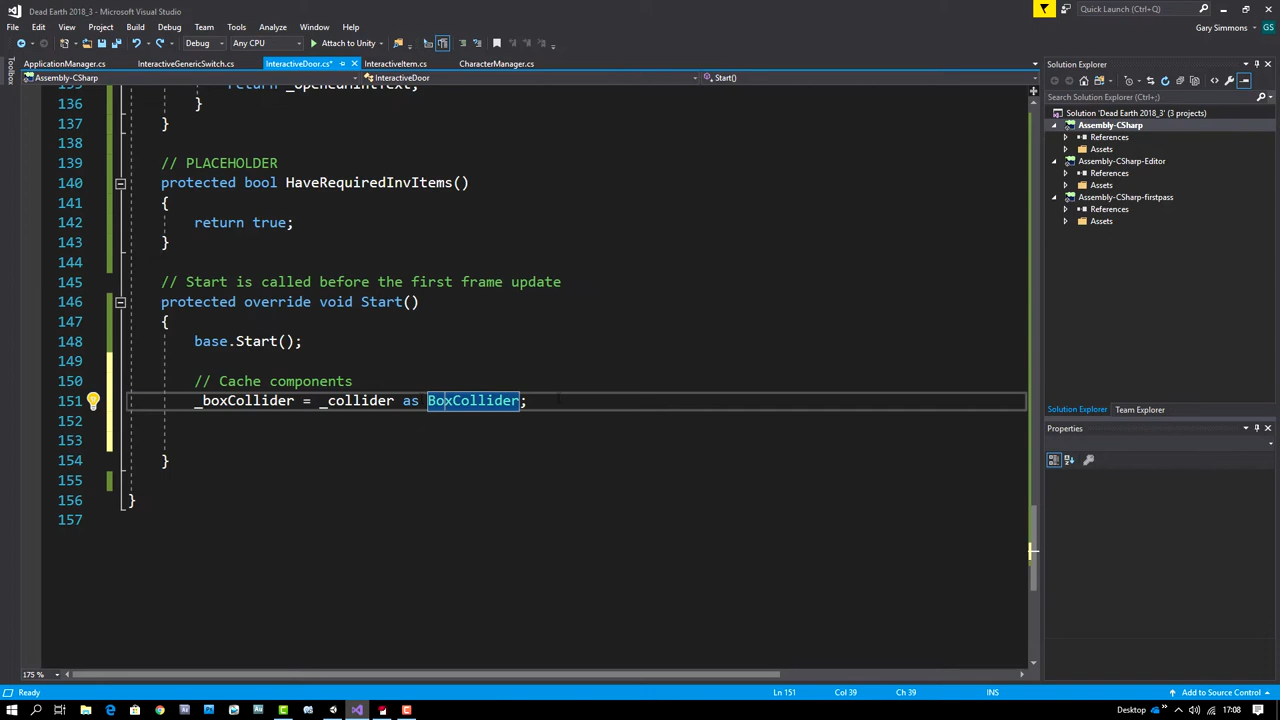 Dead Earth 2018_3 - Microsoft Visual Studio
Quick Launch (Ctrl+Q)
File Edit View Project Build Debug Team Tools Test Analyze Window Help
Gary Simmons GS
Debug Any CPU Attach to Unity
ApplicationManager.cs InteractiveGenericSwitch.cs InteractiveDoor.cs* InteractiveItem.cs CharacterManager.cs
Solution Explorer
Toolbox
Assembly-CSharp InteractiveDoor Start()
Search Solution Explorer (Ctrl+;)
Solution 'Dead Earth 2018_3' (3 projects)
Assembly-CSharp
References
Assets
Assembly-CSharp-Editor
References
Assets
Assembly-CSharp-firstpass
References
Assets
136 }
137 }
138
139 // PLACEHOLDER
140 protected bool HaveRequiredInvItems()
141 {
142 return true;
143 }
144
145 // Start is called before the first frame update
146 protected override void Start()
147 {
148 base.Start();
149
150 // Cache components
151 _boxCollider = _collider as BoxCollider;
152
153
154 }
155
156 }
157
Solution Explorer Team Explorer
Properties
175 %
Ready Ln 151 Col 39 Ch 39 INS Add to Source Control
Desktop 17:08